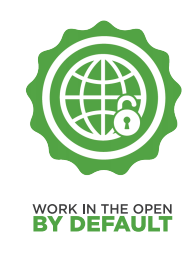 WORK IN THE OPEN
BY DEFAULT